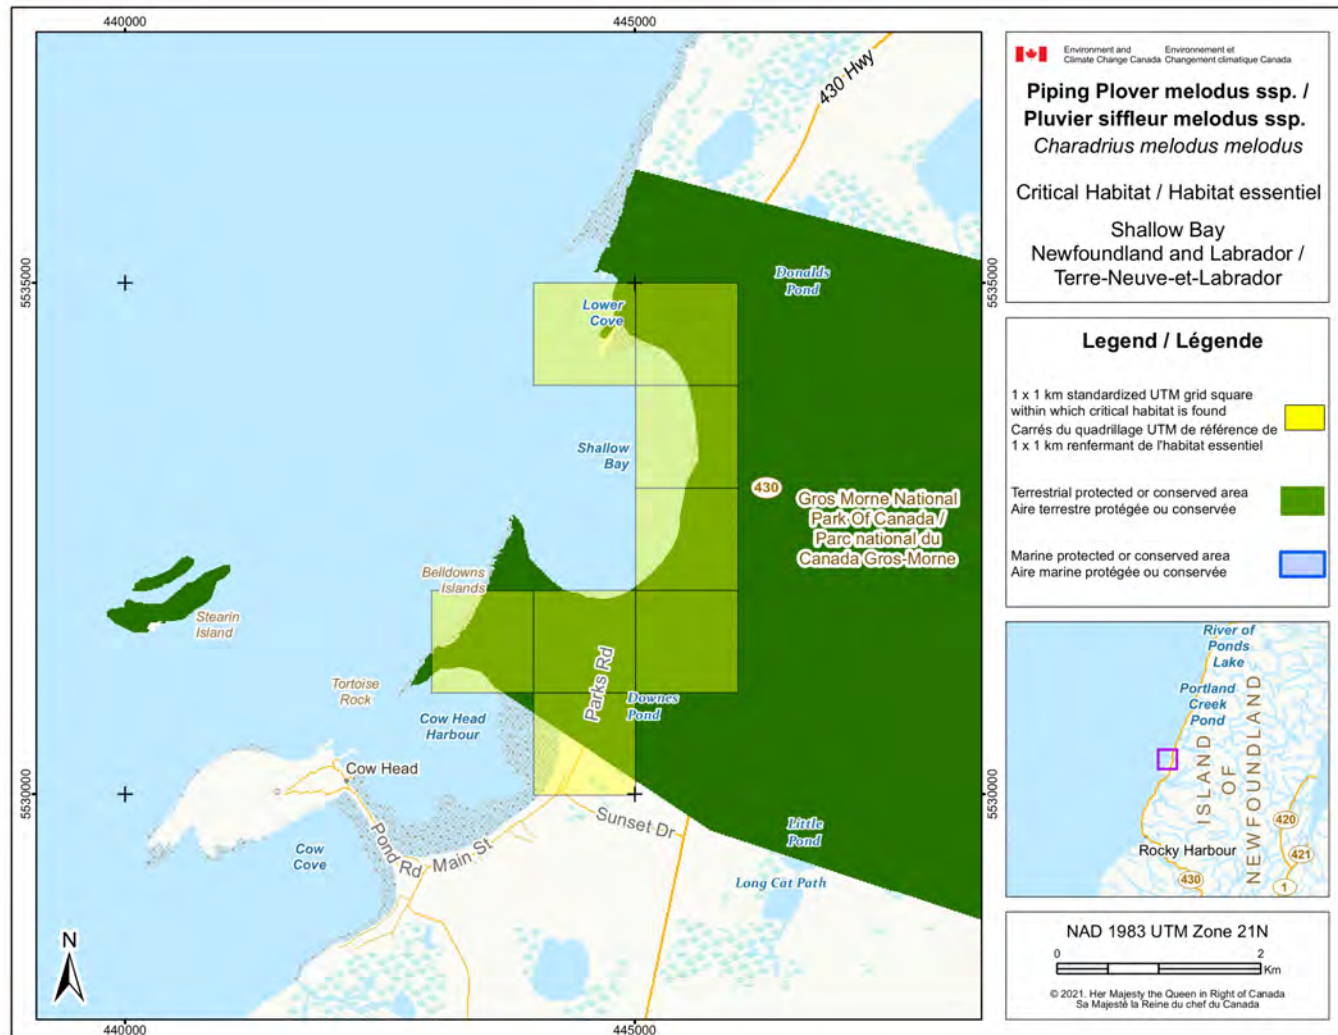 440000
445000
5535000
5535000
5530000
5530000
430 Hwy
Donalds
Pond
Lower
Cove
Shallow
Bay
430
Gros Morne National
Park Of Canada /
Parc national du
Canada Gros-Morne
Belldowns
Islands
Stearin
Island
Tortoise
Rock
Parks Rd
Downes
Pond
Cow Head
Harbour
Cow Head
Cow
Cove
Pond Rd
Main St
Sunset Dr
Little
Pond
Long Cat Path
N
440000
445000
Environment and
Climate Change Canada
Environnement et
Changement climatique Canada
Piping Plover melodus ssp. /
Pluvier siffleur melodus ssp.
Charadrius melodus melodus
Critical Habitat / Habitat essentiel
Shallow Bay
Newfoundland and Labrador /
Terre-Neuve-et-Labrador
Legend / Légende
1 x 1 km standardized UTM grid square
within which critical habitat is found
Carrés du quadrillage UTM de référence de
1 x 1 km renfermant de l'habitat essentiel
Terrestrial protected or conserved area
Aire terrestre protégée ou conservée
Marine protected or conserved area
Aire marine protégée ou conservée
River of
Ponds
Lake
Portland
Creek
Pond
ISLAND
OF
NEWFOUNDLAND
Rocky Harbour
430
420
421
1
NAD 1983 UTM Zone 21N
0
2
Km
© 2021. Her Majesty the Queen in Right of Canada
Sa Majesté la Reine du chef du Canada